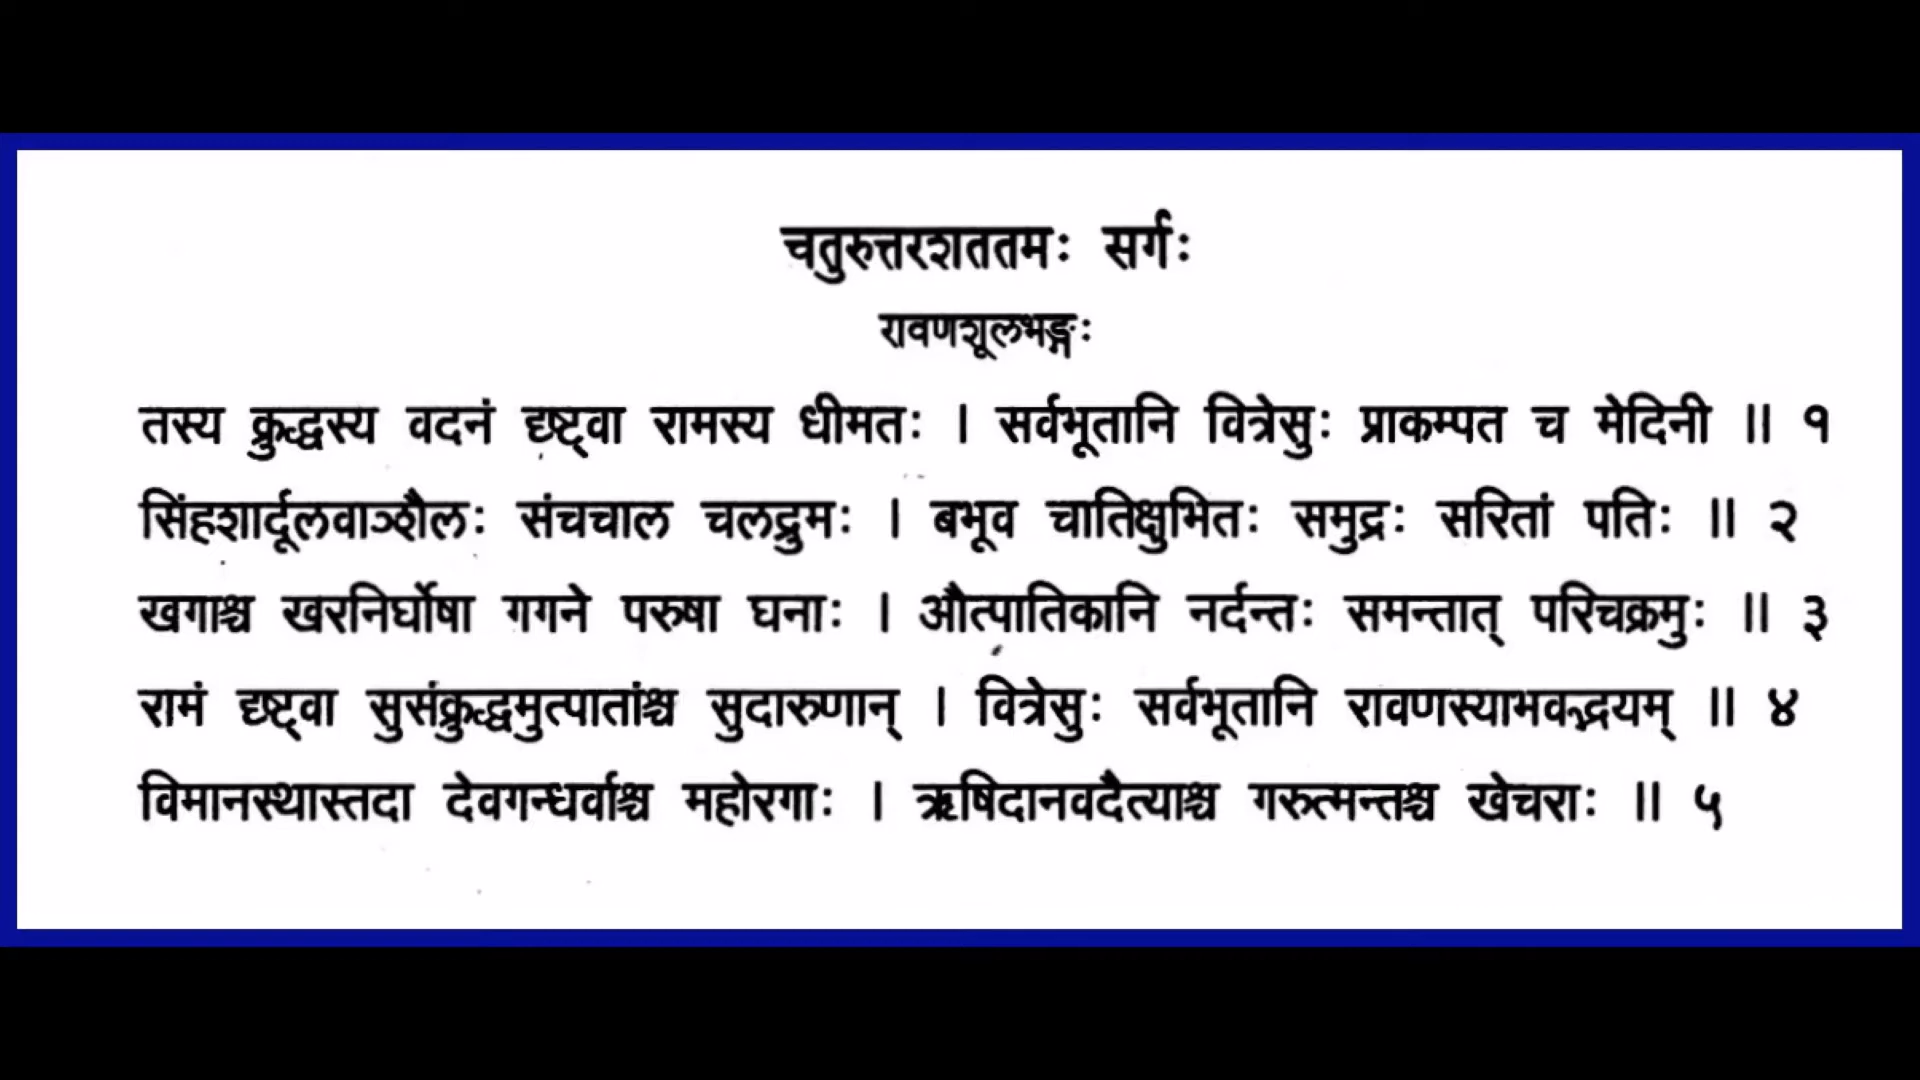 चतुरुत्तरशततमः सर्गः
रावणशूलभङ्गः
तस्य क्रुद्धस्य वदनं दृष्ट्वा रामस्य धीमतः । सर्वभूतानि वित्रेसुः प्राकम्पत च मेदिनी ॥ १
सिंहशार्दूलवाञ्शैलः संचचाल चलद्रुमः । बभूव चातिक्षुभितः समुद्रः सरितां पतिः ॥ २
खगाश्च खरनिर्घोषा गगने परुषा घनाः । औत्पातिकानि नर्दन्तः समन्तात् परिचक्रमुः ॥ ३
रामं दृष्ट्वा सुसंक्रुद्धमुत्पातांश्च सुदारुणान् । वित्रेसुः सर्वभूतानि रावणस्याभवद्भयम् ॥ ४
विमानस्थास्तदा देवगन्धर्वाश्च महोरगाः । ऋषिदानवदैत्याश्च गरुत्मन्तश्च खेचराः ॥ ५